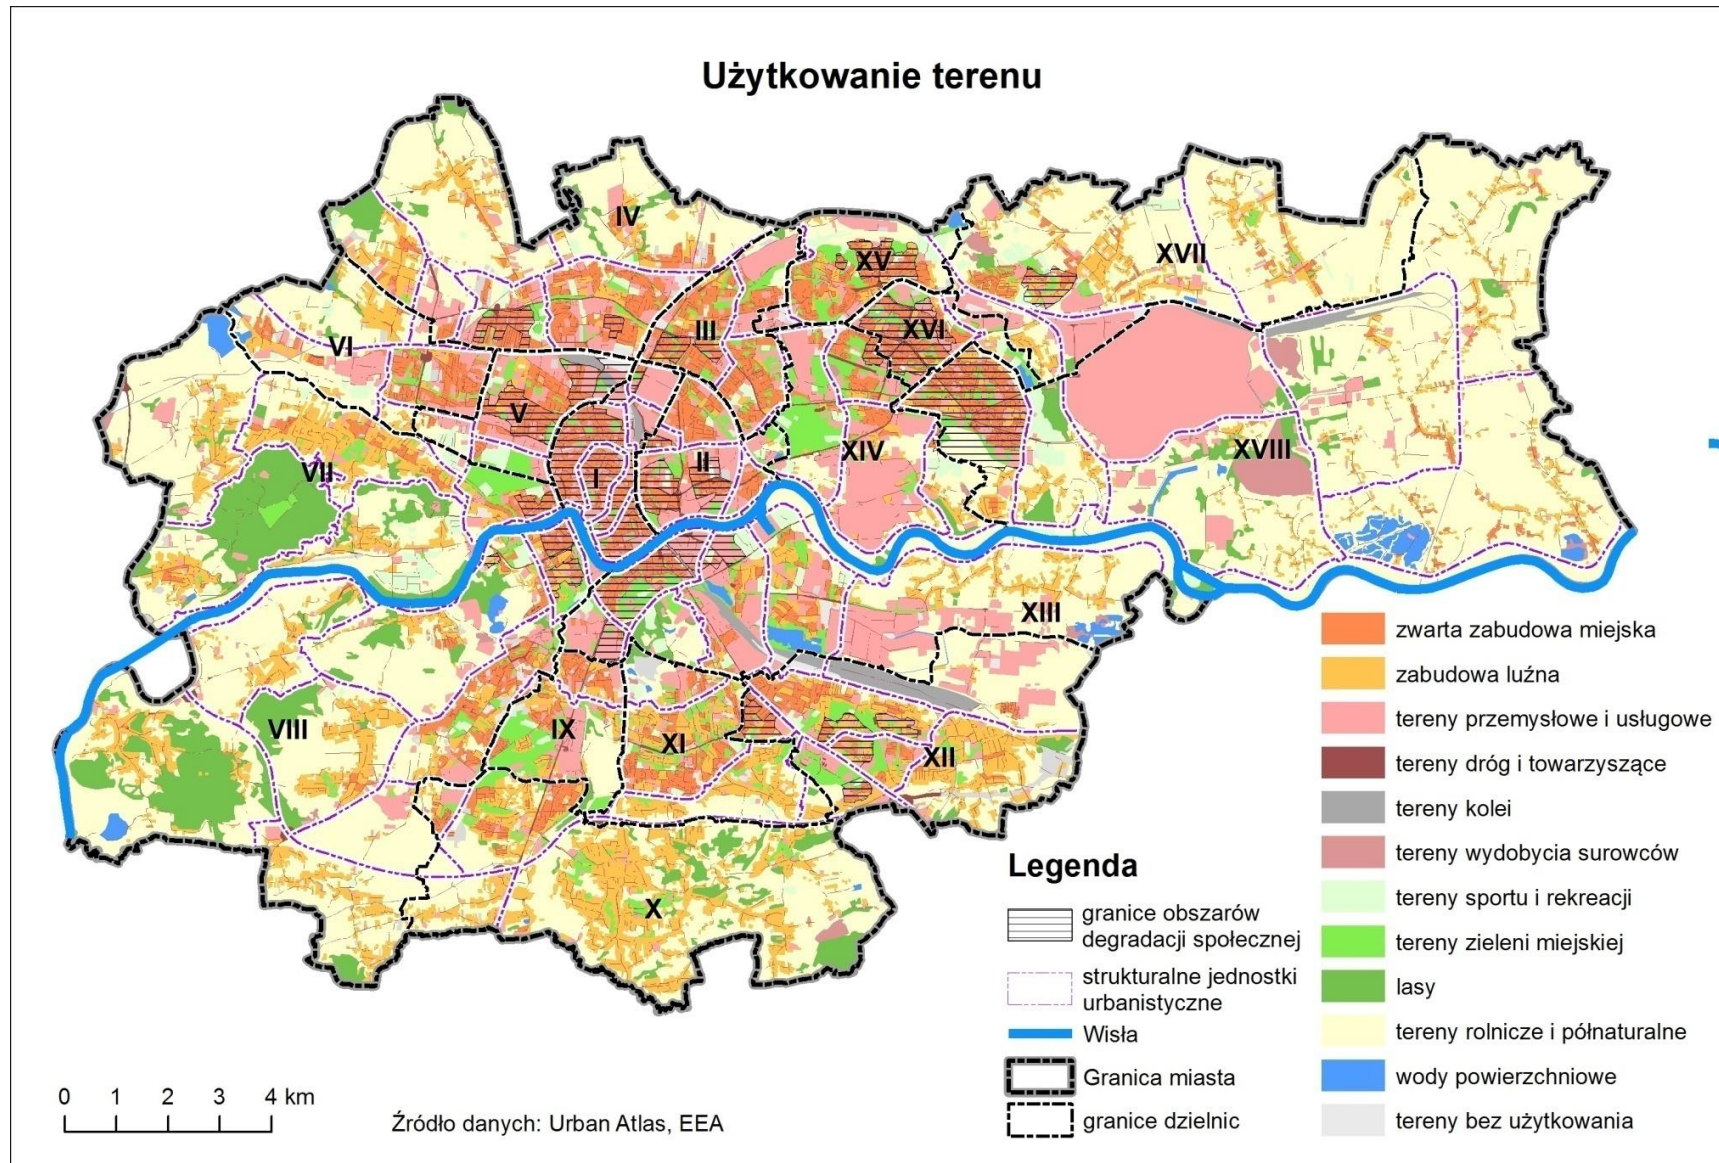 Użytkowanie terenu
IV
XV
XVII
III
XVI
VI
V
VII
I
II
XIV
XVIII
XIII
VIII
IX
XI
XII
X
zwarta zabudowa miejska
zabudowa luźna
tereny przemysłowe i usługowe
tereny dróg i towarzyszące
tereny kolei
tereny wydobycia surowców
tereny sportu i rekreacji
tereny zieleni miejskiej
lasy
tereny rolnicze i półnaturalne
wody powierzchniowe
tereny bez użytkowania
Legenda
granice obszarów
degradacji społecznej
strukturalne jednostki
urbanistyczne
Wisła
Granica miasta
granice dzielnic
0 1 2 3 4 km
Źródło danych: Urban Atlas, EEA